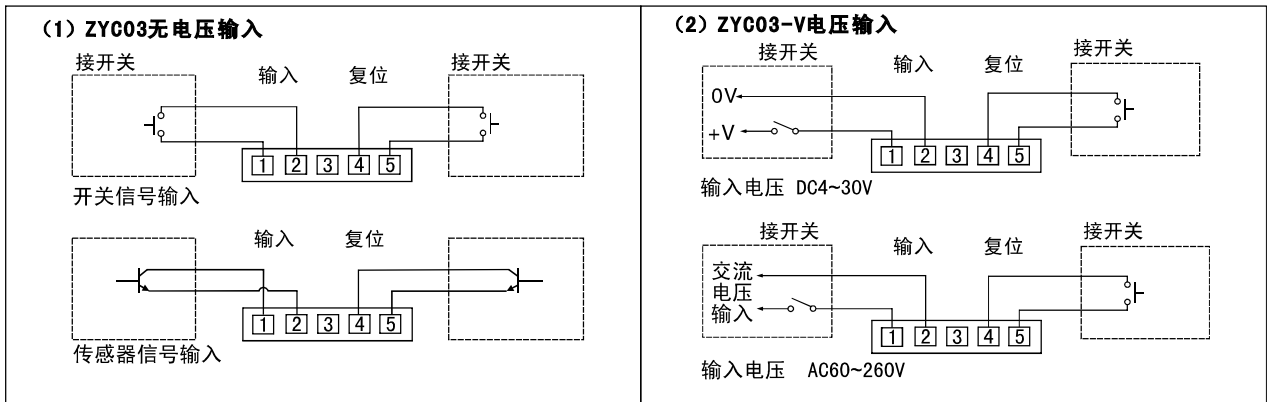 （1）ZYC03无电压输入
接开关
输入
复位
接开关
1 2 3 4 5
开关信号输入
输入
复位
1 2 3 4 5
传感器信号输入
（2）ZYC03-V电压输入
接开关
输入
复位
接开关
0V
+V
1 2 3 4 5
输入电压 DC4~30V
接开关
输入
复位
接开关
交流
电压
输入
1 2 3 4 5
输入电压 AC60~260V